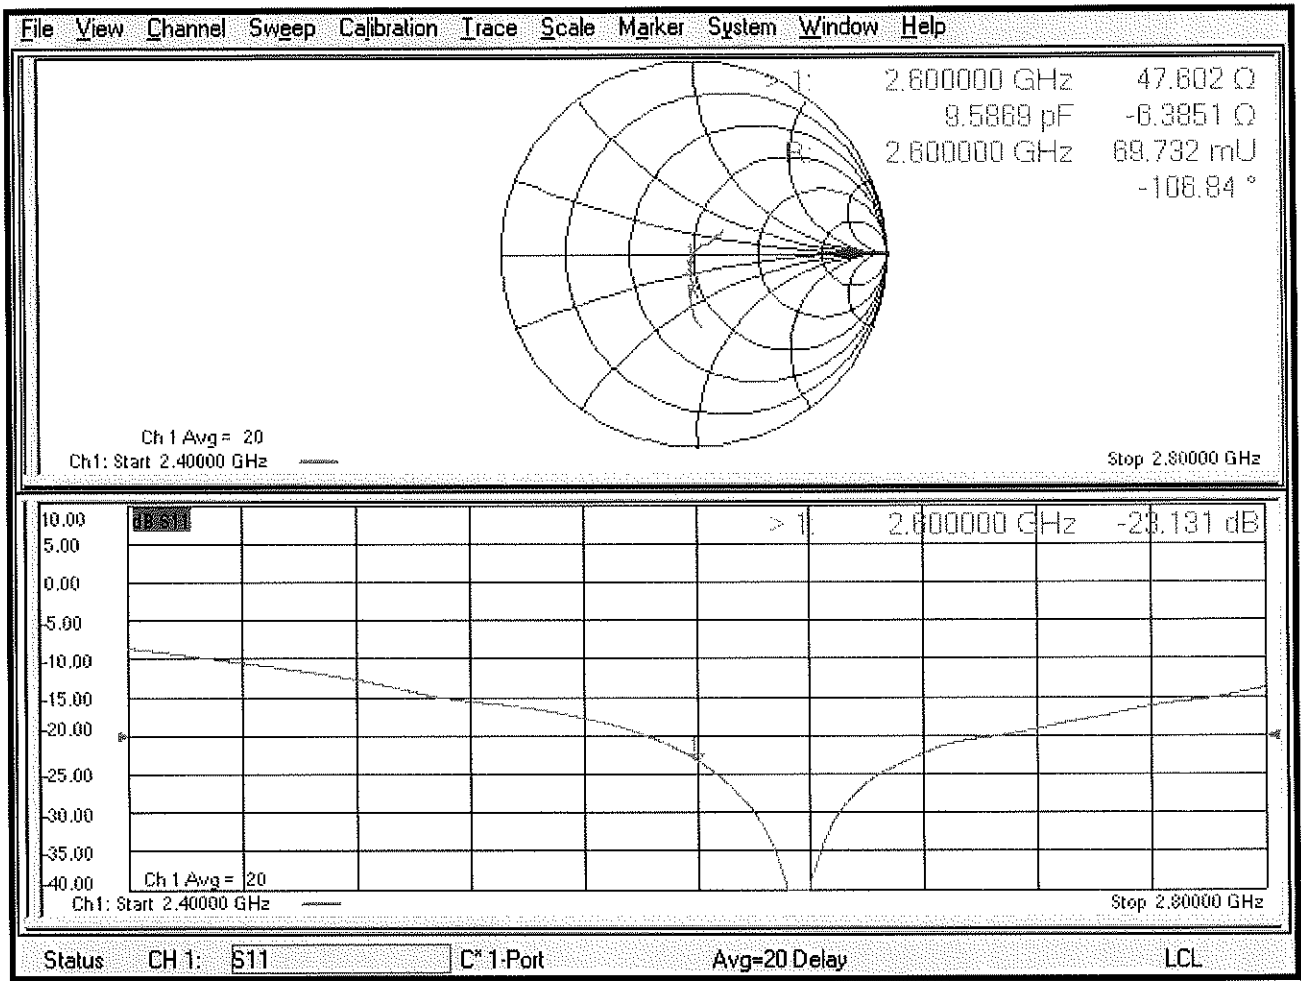 File View Channel Sweep Calibration Trace Scale Marker System Window Help
> 1: 2.600000 GHz 47.602 Ω
9.5869 pF -6.3851 Ω
R: 2.600000 GHz 69.732 mU
-108.84 °
Ch 1 Avg = 20
Ch1: Start 2.40000 GHz
Stop 2.80000 GHz
10.00
dB S11
> 1: 2.600000 GHz -23.131 dB
5.00
0.00
-5.00
-10.00
-15.00
-20.00
-25.00
-30.00
-35.00
-40.00
Ch 1 Avg = 20
Ch1: Start 2.40000 GHz
Stop 2.80000 GHz
Status CH 1: S11 C* 1-Port Avg=20 Delay LCL